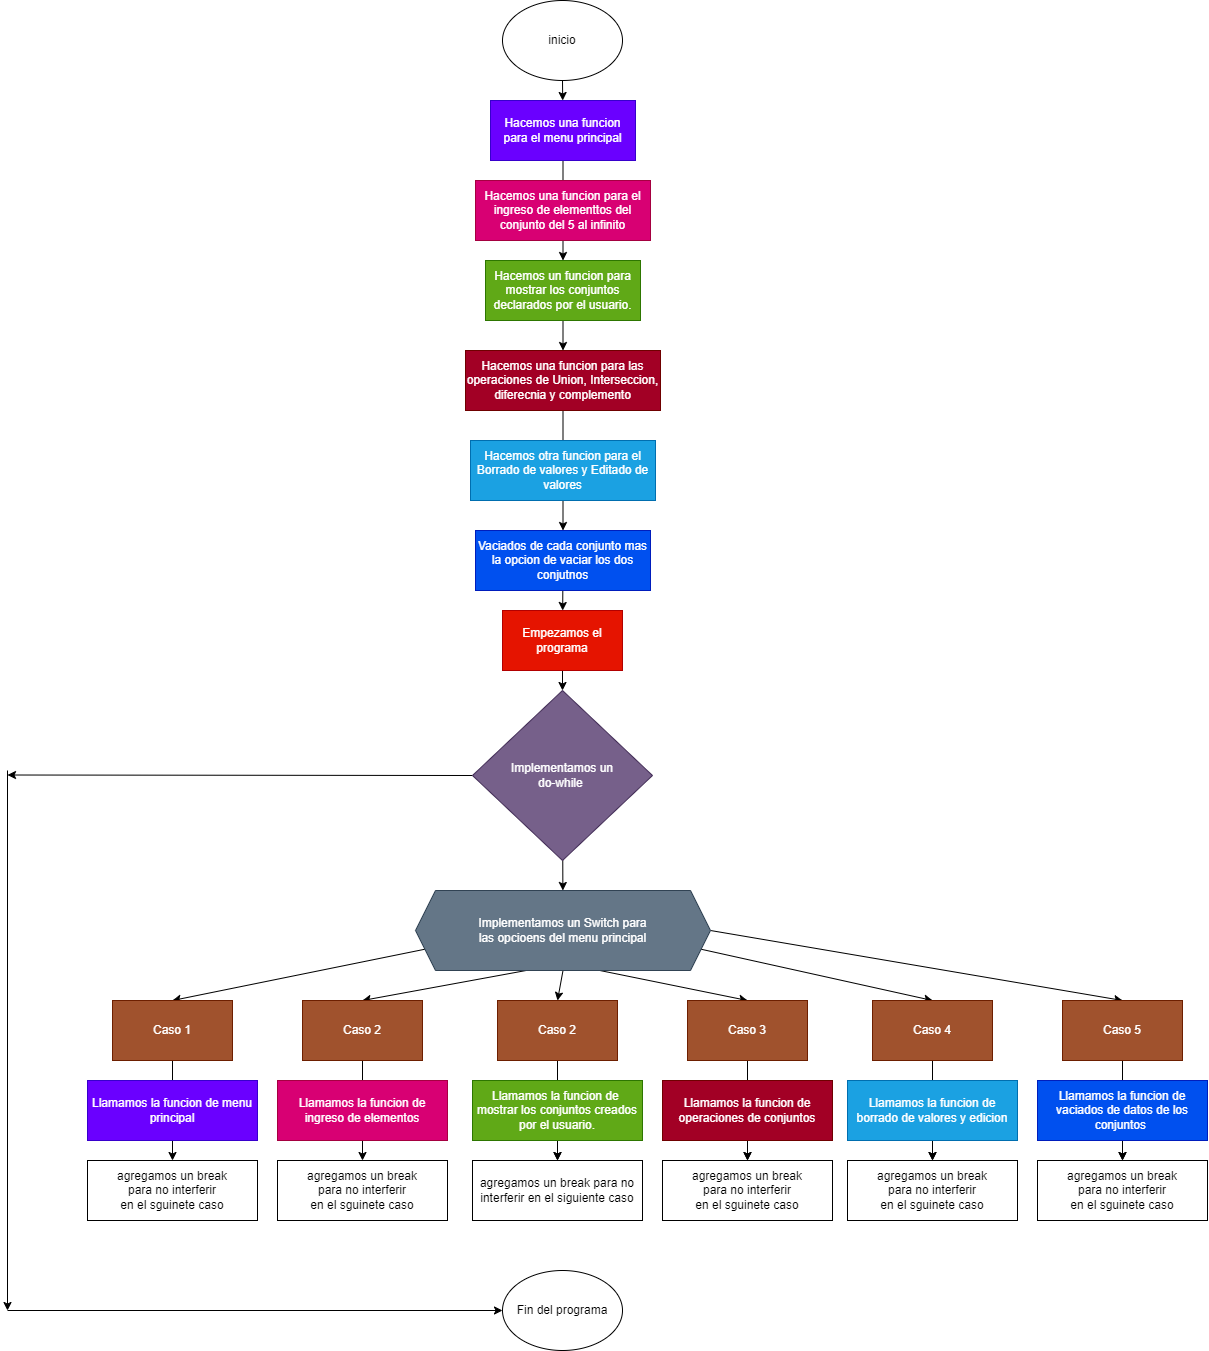 inicio
Hacemos una funcion
para el menu principal
Hacemos una funcion para el
ingreso de elementtos del
conjunto del 5 al infinito
Hacemos un funcion para
mostrar los conjuntos
declarados por el usuario.
Hacemos una funcion para las
operaciones de Union, Interseccion,
diferecnia y complemento
Hacemos otra funcion para el
Borrado de valores y Editado de
valores
Vaciados de cada conjunto mas
la opcion de vaciar los dos
conjutnos
Empezamos el
programa
Implementamos un
do-while
Implementamos un Switch para
las opcioens del menu principal
Caso 1
Caso 2
Caso 2
Caso 3
Caso 4
Caso 5
Llamamos la funcion de menu
principal
Llamamos la funcion de
ingreso de elementos
Llamamos la funcion de
mostrar los conjuntos creados
por el usuario.
Llamamos la funcion de
operaciones de conjuntos
Llamamos la funcion de
borrado de valores y edicion
Llamamos la funcion de
vaciados de datos de los
conjuntos
agregamos un break
para no interferir
en el sguinete caso
agregamos un break
para no interferir
en el sguinete caso
agregamos un break para no
interferir en el siguiente caso
agregamos un break
para no interferir
en el sguinete caso
agregamos un break
para no interferir
en el sguinete caso
agregamos un break
para no interferir
en el sguinete caso
Fin del programa